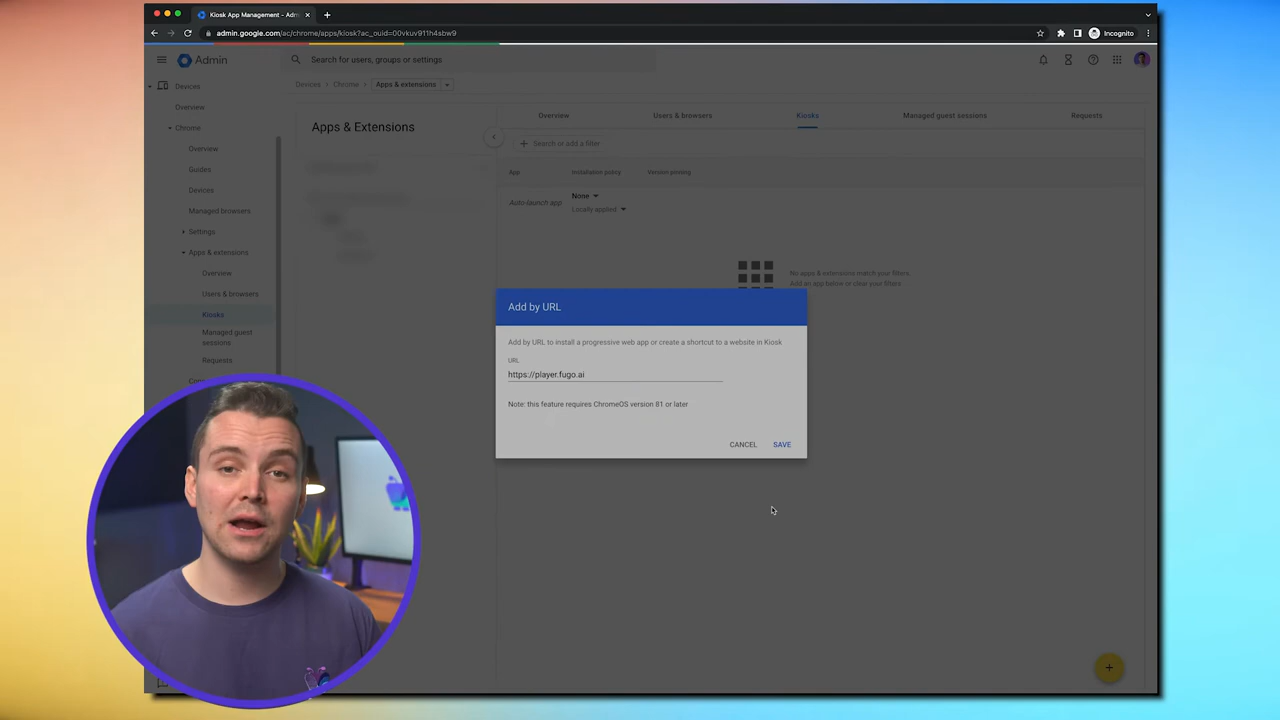 Kiosk App Management - Adm
admin.google.com/ac/chrome/apps/kiosk?ac_ouid=00vkuv911h4sbw9
Incognito
Admin
Search for users, groups or settings
Devices
Overview
Chrome
Overview
Guides
Devices
Managed browsers
Settings
Apps & extensions
Overview
Users & browsers
Kiosks
Managed guest
sessions
Requests
Devices
Chrome
Apps & extensions
Apps & Extensions
Overview
Users & browsers
Kiosks
Managed guest sessions
Requests
Search or add a filter
App
Installation policy
Version pinning
Auto-launch app
None
Locally applied
No apps & extensions match your filters.
Add an app below or clear your filters
Add by URL
Add by URL to install a progressive web app or create a shortcut to a website in Kiosk
URL
https://player.fugo.ai
Note: this feature requires ChromeOS version 81 or later
CANCEL
SAVE